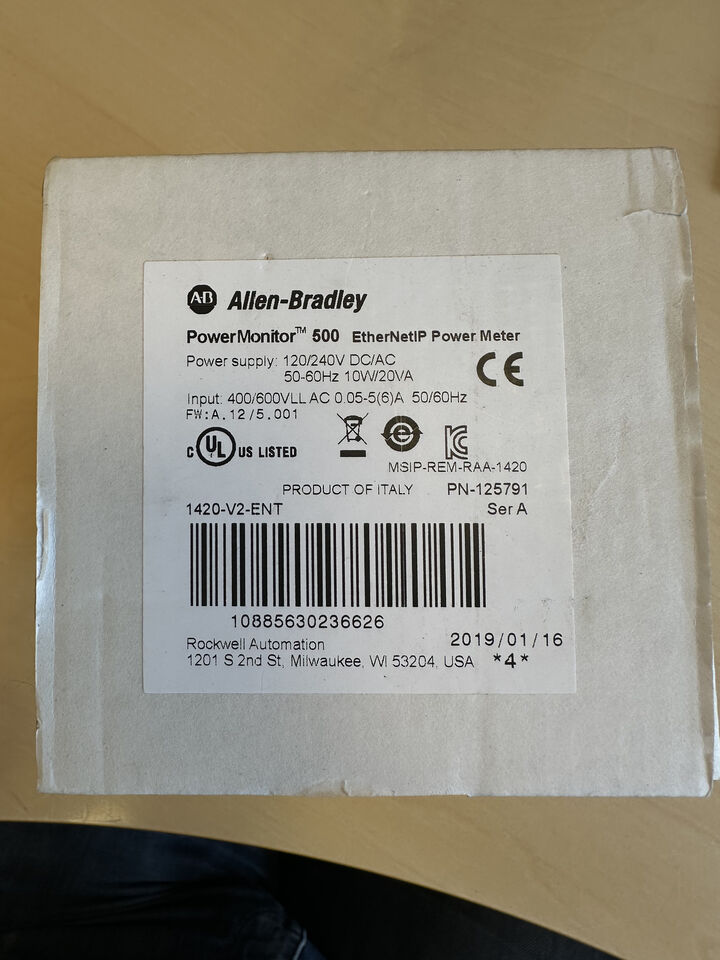 A-B Allen-Bradley
PowerMonitor™ 500 EtherNetIP Power Meter
Power supply: 120/240V DC/AC
50-60Hz 10W/20VA
CE
Input: 400/600VLL AC 0.05-5(6)A 50/60Hz
FW:A.12/5.001
C UL US LISTED
MSIP-REM-RAA-1420
PRODUCT OF ITALY PN-125791
1420-V2-ENT Ser A
10885630236626
Rockwell Automation 2019/01/16
1201 S 2nd St, Milwaukee, WI 53204, USA *4*